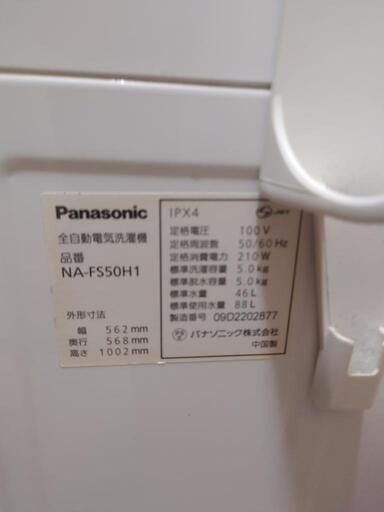 Panasonic
全自動電気洗濯機
品番
NA-FS50H1
外形寸法
幅 562mm
奥行 568mm
高さ 1002mm
IPX4
定格電圧 100V
定格周波数 50/60Hz
定格消費電力 210W
標準洗濯容量 5.0kg
標準脱水容量 5.0kg
標準水量 46L
標準使用水量 88L
製造番号 09D2202877
パナソニック株式会社
中国製